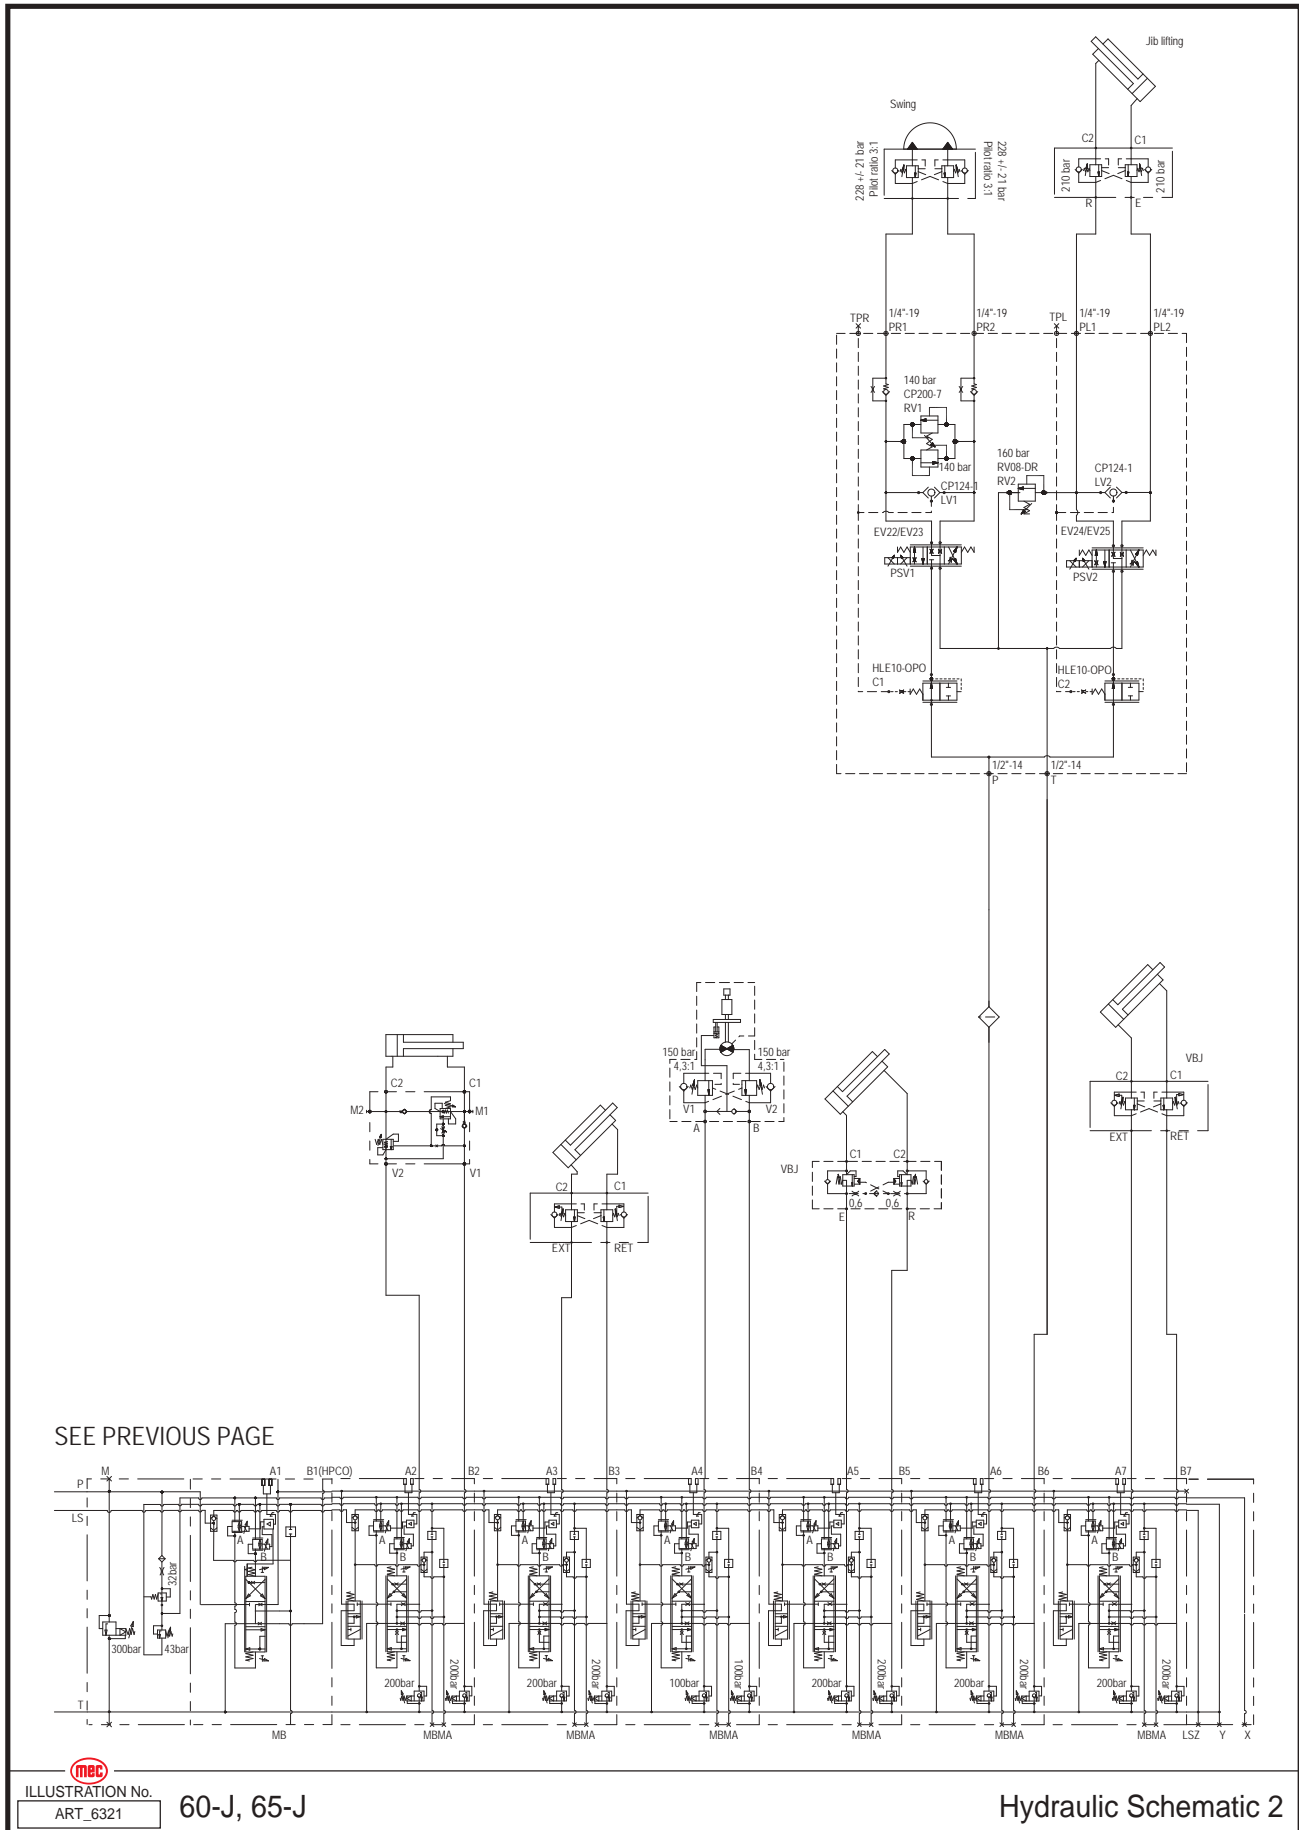 Jib lifting
Swing
C2
C1
228 +/- 21 bar
Pilot ratio 3:1
228 +/- 21 bar
Pilot ratio 3:1
210 bar
210 bar
R
E
TPR
1/4"-19
PR1
1/4"-19
PR2
TPL
1/4"-19
PL1
1/4"-19
PL2
140 bar
CP200-7
RV1
140 bar
160 bar
RV08-DR
RV2
CP124-1
LV1
CP124-1
LV2
EV22/EV23
PSV1
EV24/EV25
PSV2
HLE10-OPO
C1
HLE10-OPO
C2
1/2"-14
P
1/2"-14
T
150 bar
4,3:1
150 bar
4,3:1
V1
V2
A
B
C2
C1
M2
M1
V2
V1
C2
C1
EXT
RET
VBJ
C1
C2
0,6
0,6
E
R
VBJ
C2
C1
EXT
RET
SEE PREVIOUS PAGE
P
M
A1
B1(HPCO)
A2
B2
A3
B3
A4
B4
A5
B5
A6
B6
A7
B7
LS
A
B
A
B
A
B
A
B
A
B
A
B
A
B
32bar
300bar
43bar
200bar
200bar
200bar
200bar
100bar
100bar
200bar
200bar
200bar
200bar
200bar
200bar
T
MB
MBMA
MBMA
MBMA
MBMA
MBMA
MBMA
LSZ
Y
X
mec
ILLUSTRATION No.
ART_6321
60-J, 65-J
Hydraulic Schematic 2